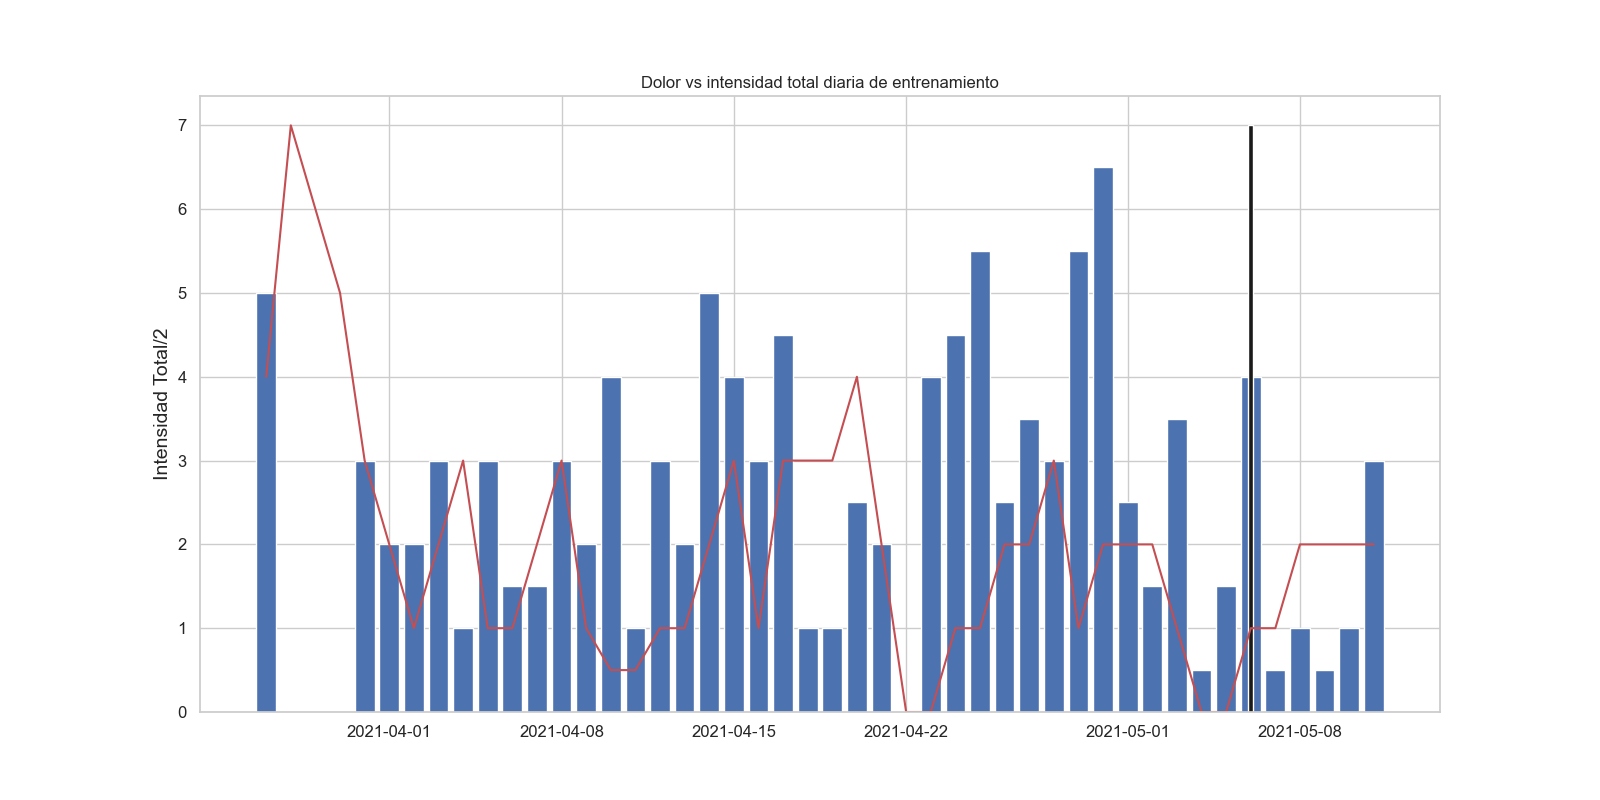 Dolor vs intensidad total diaria de entrenamiento
Intensidad Total/2
7
6
5
4
3
2
1
0
2021-04-01 2021-04-08 2021-04-15 2021-04-22 2021-05-01 2021-05-08